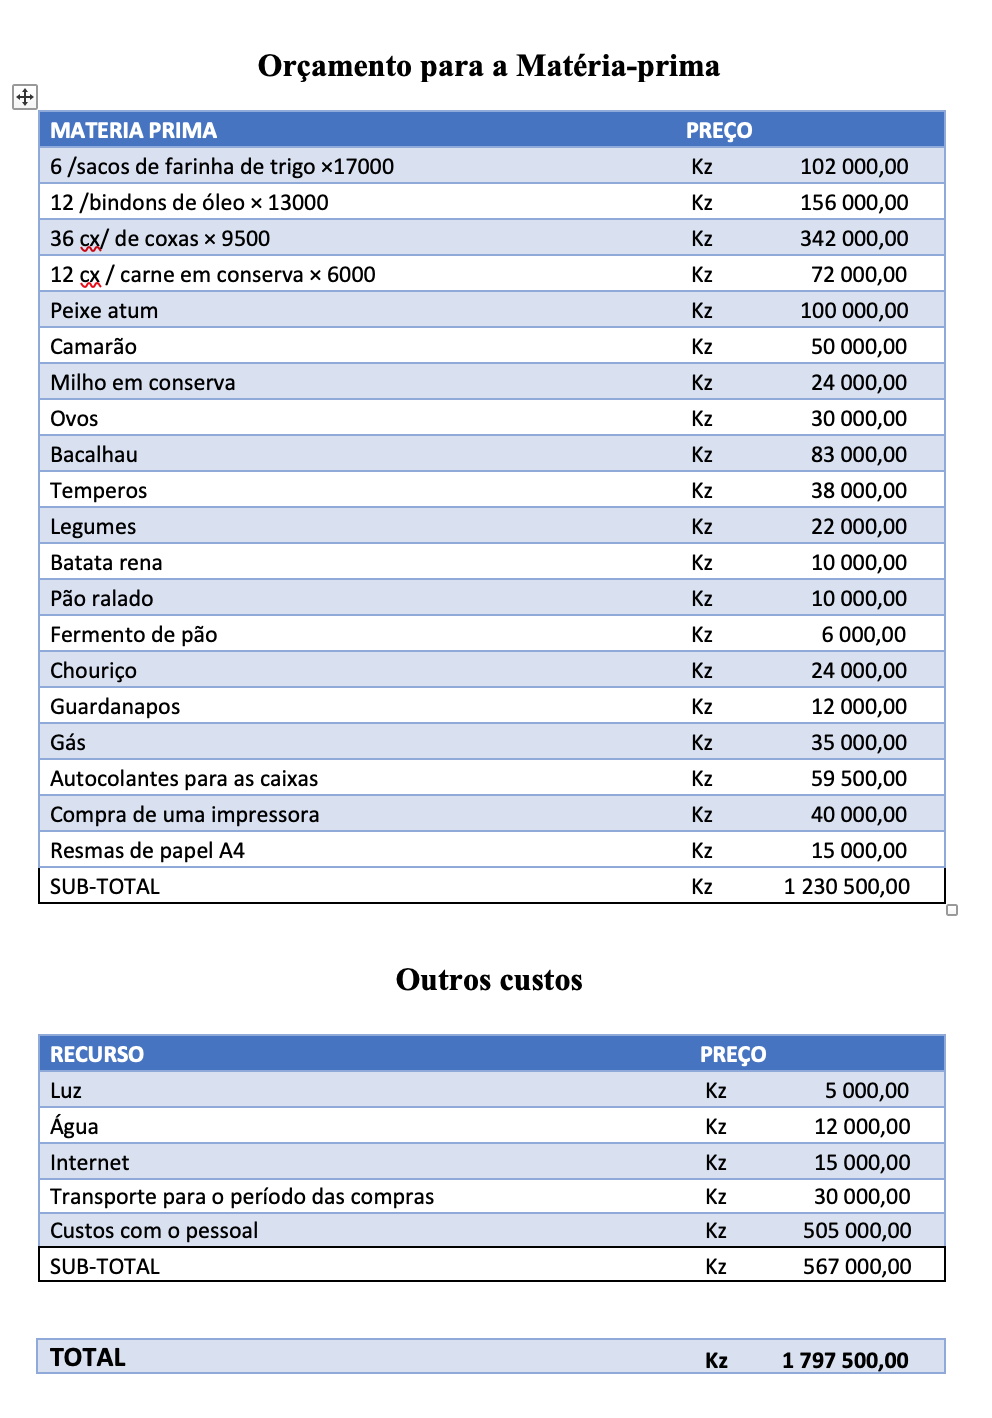 Orçamento para a Matéria-prima
MATERIA PRIMA PREÇO
6 /sacos de farinha de trigo ×17000 Kz 102 000,00
12 /bindons de óleo × 13000 Kz 156 000,00
36 cx/ de coxas × 9500 Kz 342 000,00
12 cx / carne em conserva × 6000 Kz 72 000,00
Peixe atum Kz 100 000,00
Camarão Kz 50 000,00
Milho em conserva Kz 24 000,00
Ovos Kz 30 000,00
Bacalhau Kz 83 000,00
Temperos Kz 38 000,00
Legumes Kz 22 000,00
Batata rena Kz 10 000,00
Pão ralado Kz 10 000,00
Fermento de pão Kz 6 000,00
Chouriço Kz 24 000,00
Guardanapos Kz 12 000,00
Gás Kz 35 000,00
Autocolantes para as caixas Kz 59 500,00
Compra de uma impressora Kz 40 000,00
Resmas de papel A4 Kz 15 000,00
SUB-TOTAL Kz 1 230 500,00
Outros custos
RECURSO PREÇO
Luz Kz 5 000,00
Água Kz 12 000,00
Internet Kz 15 000,00
Transporte para o período das compras Kz 30 000,00
Custos com o pessoal Kz 505 000,00
SUB-TOTAL Kz 567 000,00
TOTAL Kz 1 797 500,00